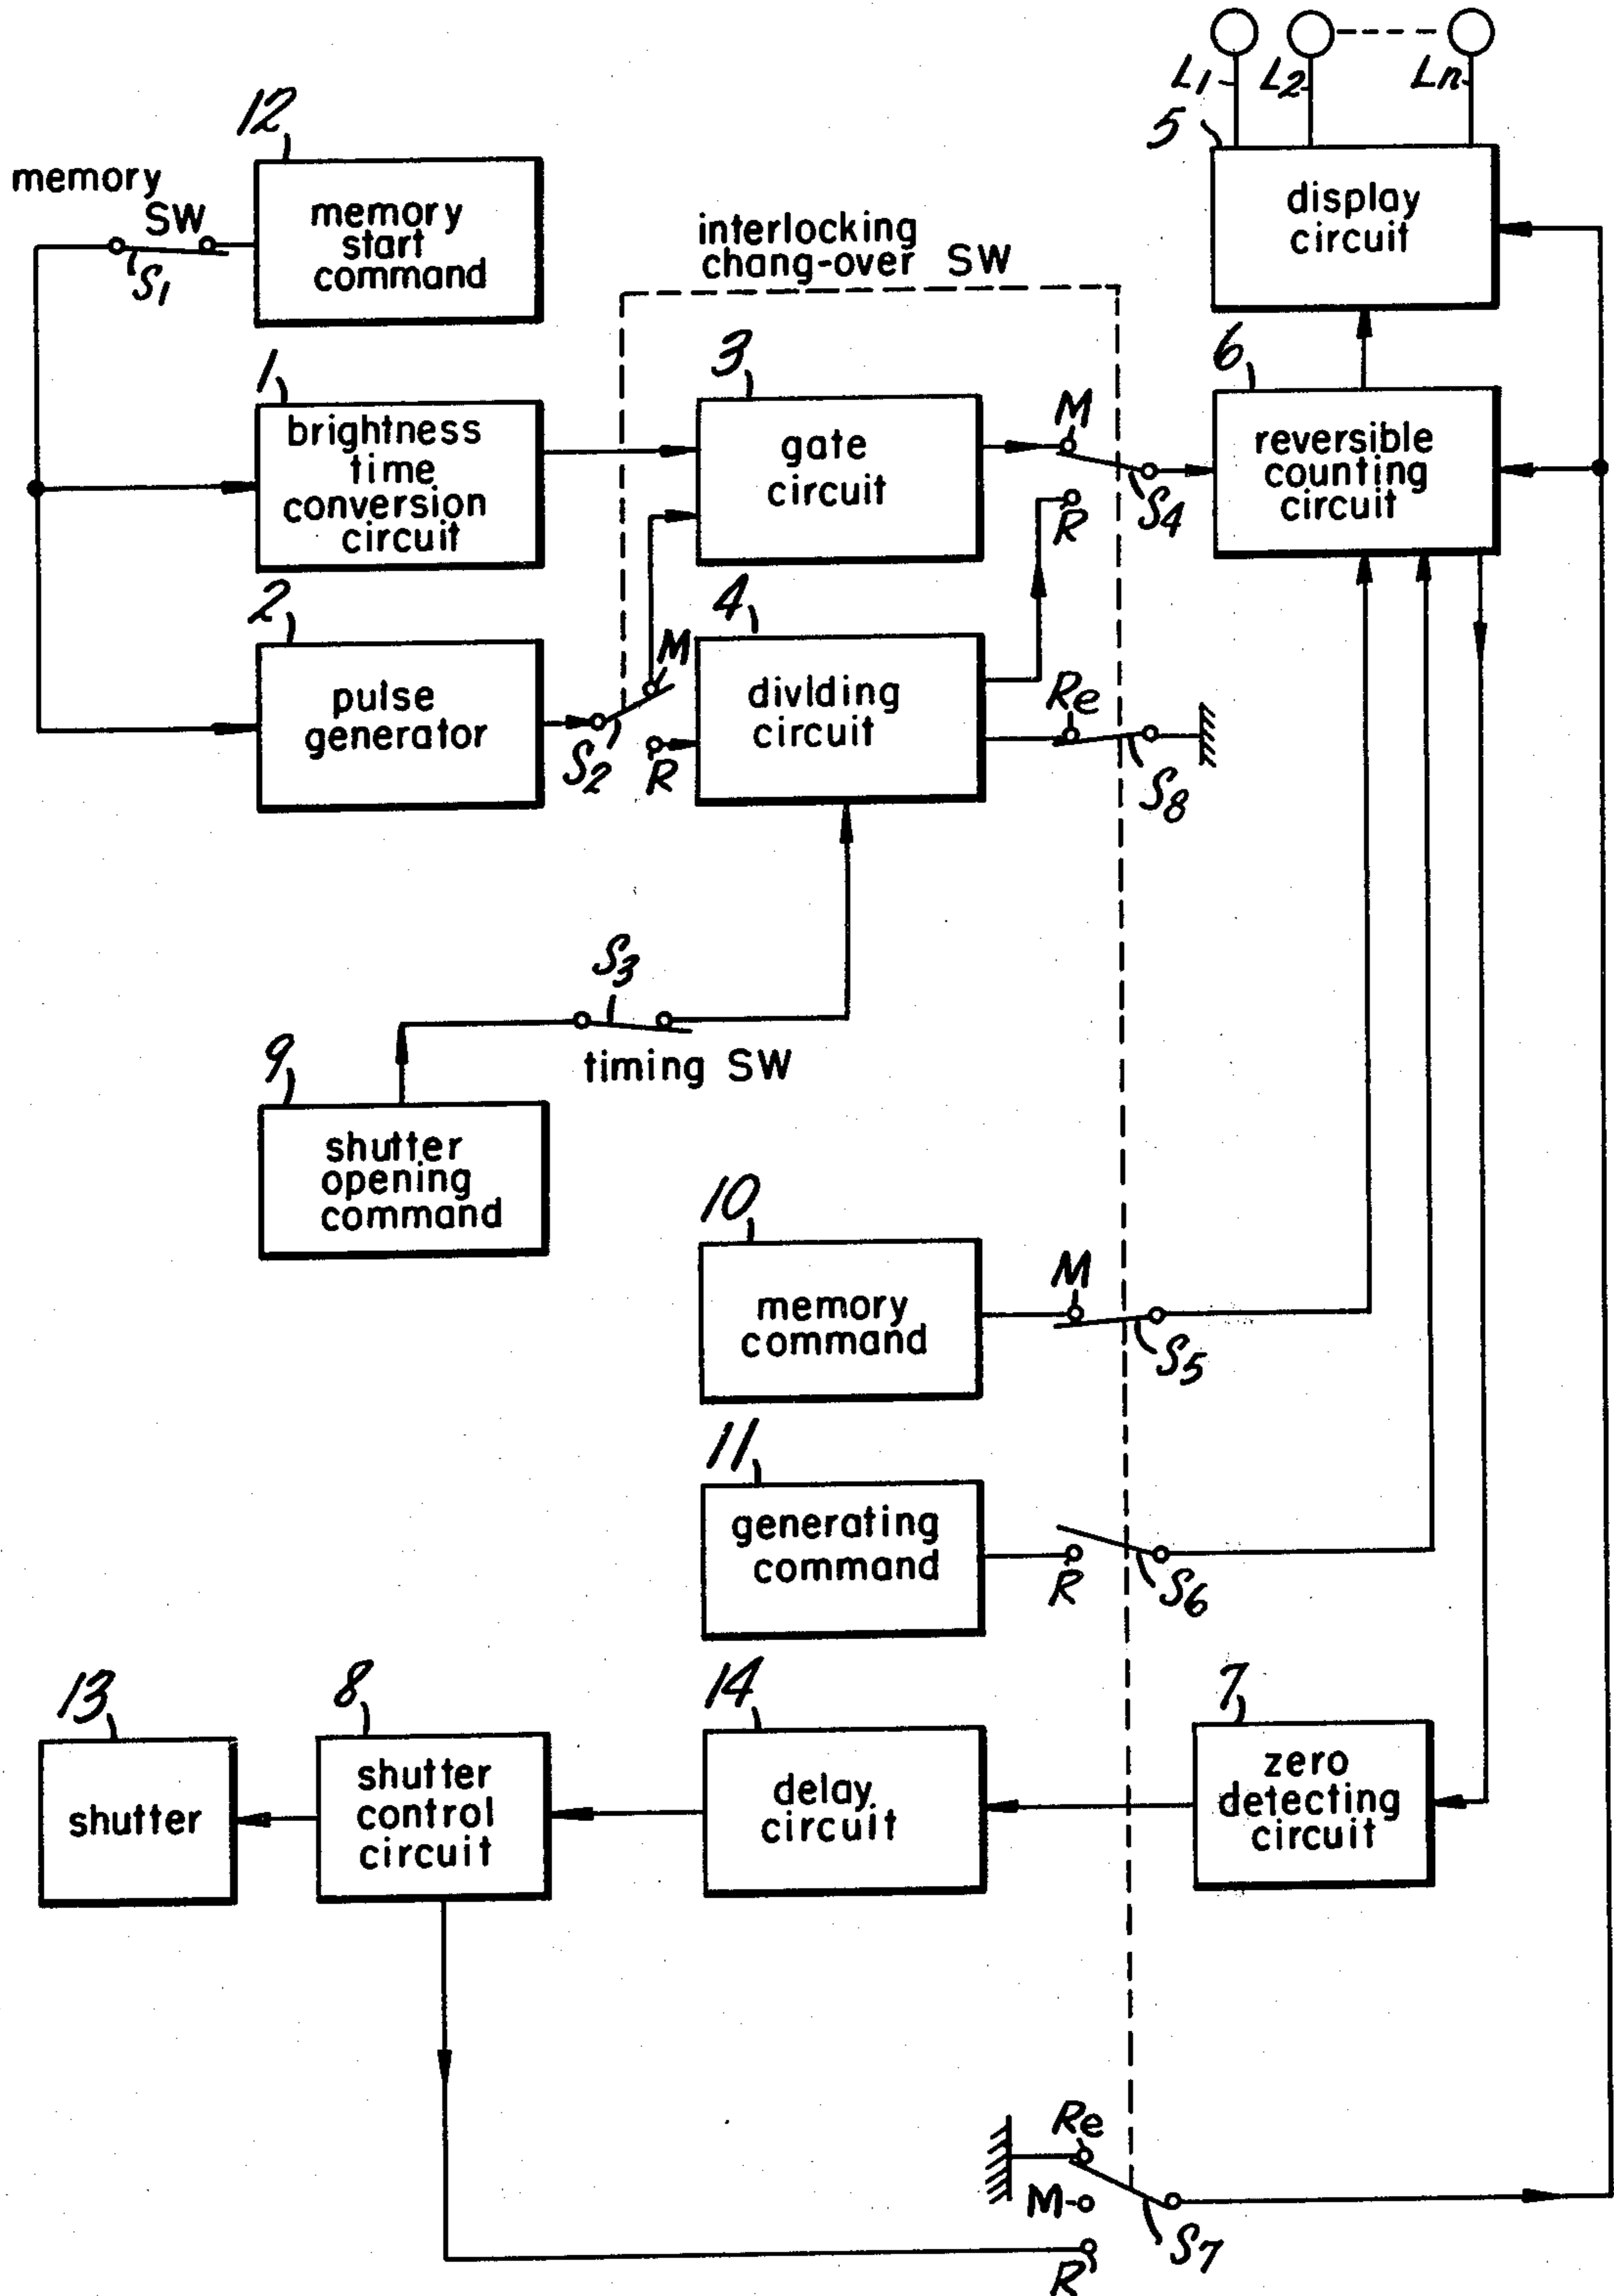 L1 L2 Ln
5
display
circuit
12
memory
SW
S1
memory
start
command
interlocking
chang-over SW
1
brightness
time
conversion
circuit
3
gate
circuit
M
R
S4
6
reversible
counting
circuit
2
pulse
generator
S2
M
R
4
dividing
circuit
Re
S8
S3
timing SW
9
shutter
opening
command
10
memory
command
M
S5
11
generating
command
R
S6
13
shutter
8
shutter
control
circuit
14
delay
circuit
7
zero
detecting
circuit
Re
M
R
S7